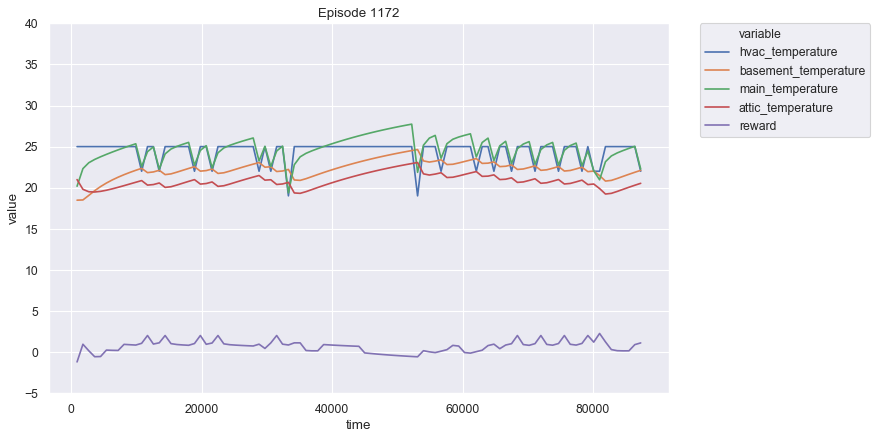 Episode 1172
value
40
35
30
25
20
15
10
5
0
−5
0
20000
40000
60000
80000
time
variable
hvac_temperature
basement_temperature
main_temperature
attic_temperature
reward